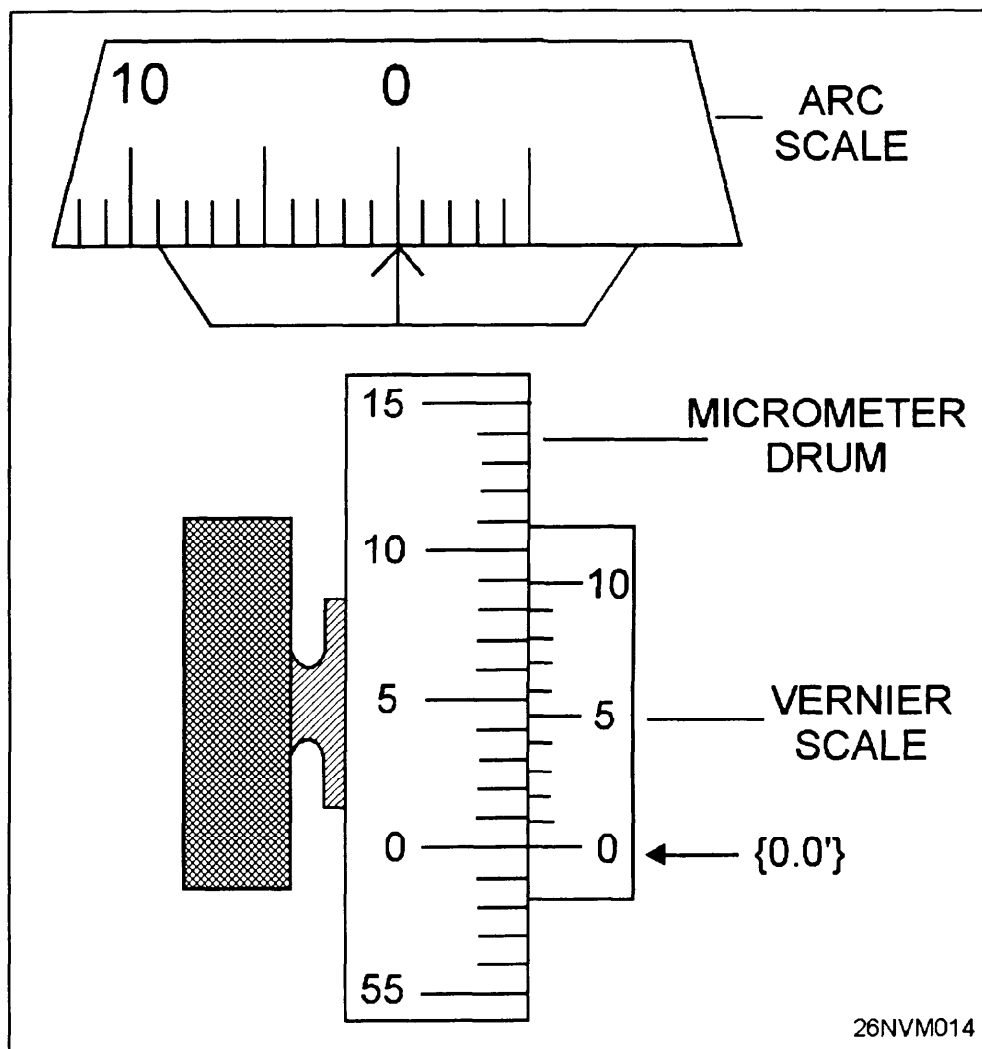 10 0
ARC
SCALE
15
MICROMETER
DRUM
10
10
5
5
VERNIER
SCALE
0
0
{0.0'}
55
26NVM014